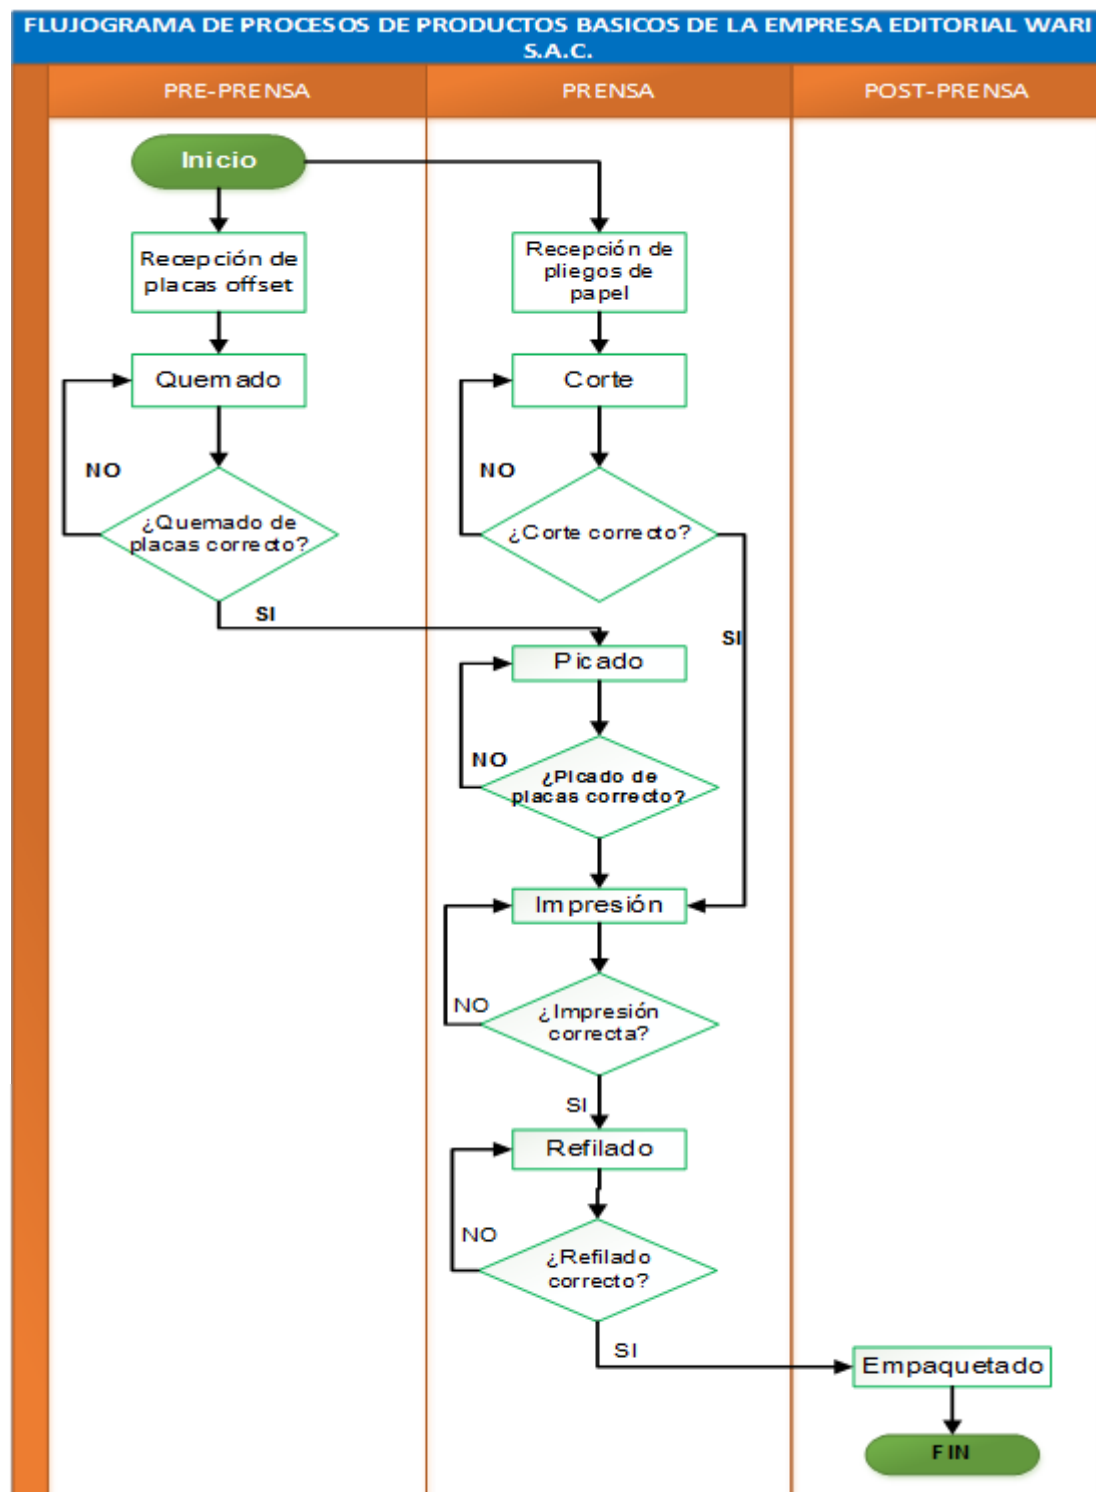 FLUJOGRAMA DE PROCESOS DE PRODUCTOS BASICOS DE LA EMPRESA EDITORIAL WARI
S.A.C.
PRE-PRENSA
PRENSA
POST-PRENSA
Inicio
Recepción de
placas offset
Recepción de
pliegos de
papel
Quemado
Corte
NO
NO
¿Quemado de
placas correcto?
¿Corte correcto?
SI
SI
Picado
NO
¿Picado de
placas correcto?
Impresión
NO
¿Impresión
correcta?
SI
Refilado
NO
¿Refilado
correcto?
SI
Empaquetado
FIN